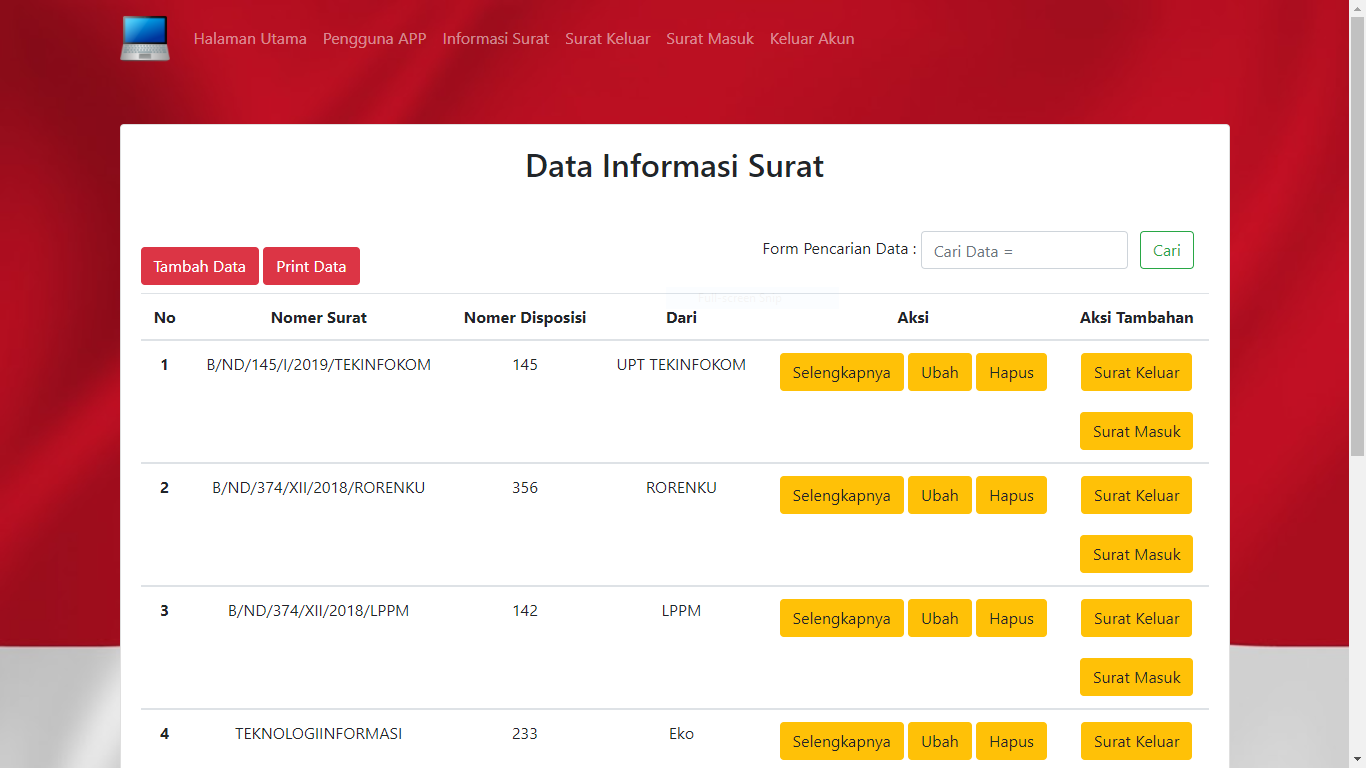 Halaman Utama Pengguna APP Informasi Surat Surat Keluar Surat Masuk Keluar Akun
Data Informasi Surat
Form Pencarian Data : Cari Data = Cari
Tambah Data Print Data
No Nomer Surat Nomer Disposisi Dari Aksi Aksi Tambahan
1 B/ND/145/I/2019/TEKINFOKOM 145 UPT TEKINFOKOM Selengkapnya Ubah Hapus Surat Keluar
Surat Masuk
2 B/ND/374/XII/2018/RORENKU 356 RORENKU Selengkapnya Ubah Hapus Surat Keluar
Surat Masuk
3 B/ND/374/XII/2018/LPPM 142 LPPM Selengkapnya Ubah Hapus Surat Keluar
Surat Masuk
4 TEKNOLOGIINFORMASI 233 Eko Selengkapnya Ubah Hapus Surat Keluar